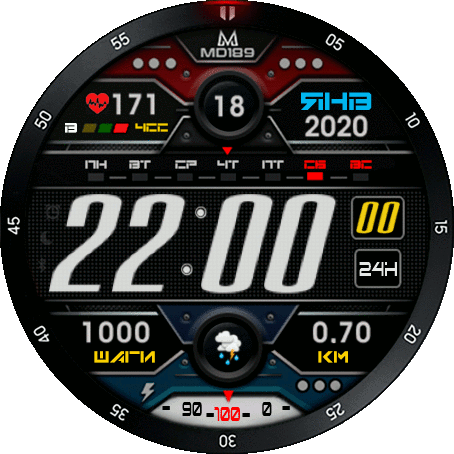 55 05
MD189
50 171 18 ЯНВ 10
В ЧСС 2020
ПН ВТ СР ЧТ ПТ СБ ВС
45 22:00 00 15
24H
40 1000 0.70 20
ШАГИ КМ
35 - 90 -100- 0 - 25
30